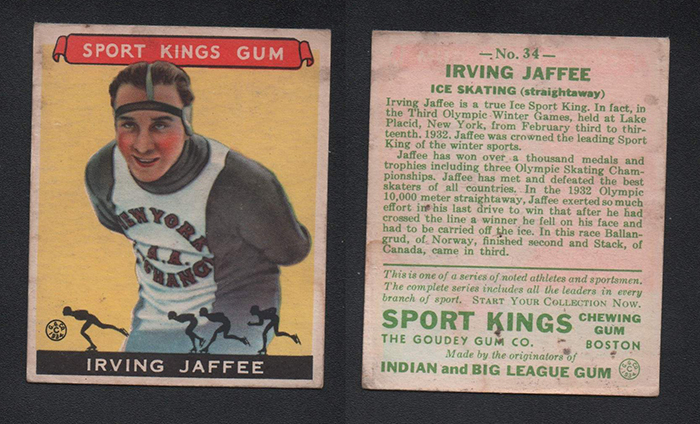 SPORT KINGS GUM
NEW YORK
A.A.
IRVING JAFFEE
—No. 34—
IRVING JAFFEE
ICE SKATING (straightaway)
Irving Jaffee is a true Ice Sport King. In fact, in
the Third Olympic Winter Games, held at Lake
Placid, New York, from February third to thir-
teenth, 1932, Jaffee was crowned the leading Sport
King of the winter sports.
Jaffee has won over a thousand medals and
trophies including three Olympic Skating Cham-
pionships. Jaffee has met and defeated the best
skaters of all countries. In the 1932 Olympic
10,000 meter straightaway, Jaffee exerted so much
effort in his last drive to win that after he had
crossed the line a winner he fell on his face and
had to be carried off the ice. In this race Ballan-
grud, of Norway, finished second and Stack, of
Canada, came in third.
This is one of a series of noted athletes and sportsmen.
The complete series includes all the leaders in every
branch of sport. START YOUR COLLECTION NOW.
SPORT KINGS CHEWING GUM
THE GOUDEY GUM CO. BOSTON
Made by the originators of
INDIAN and BIG LEAGUE GUM